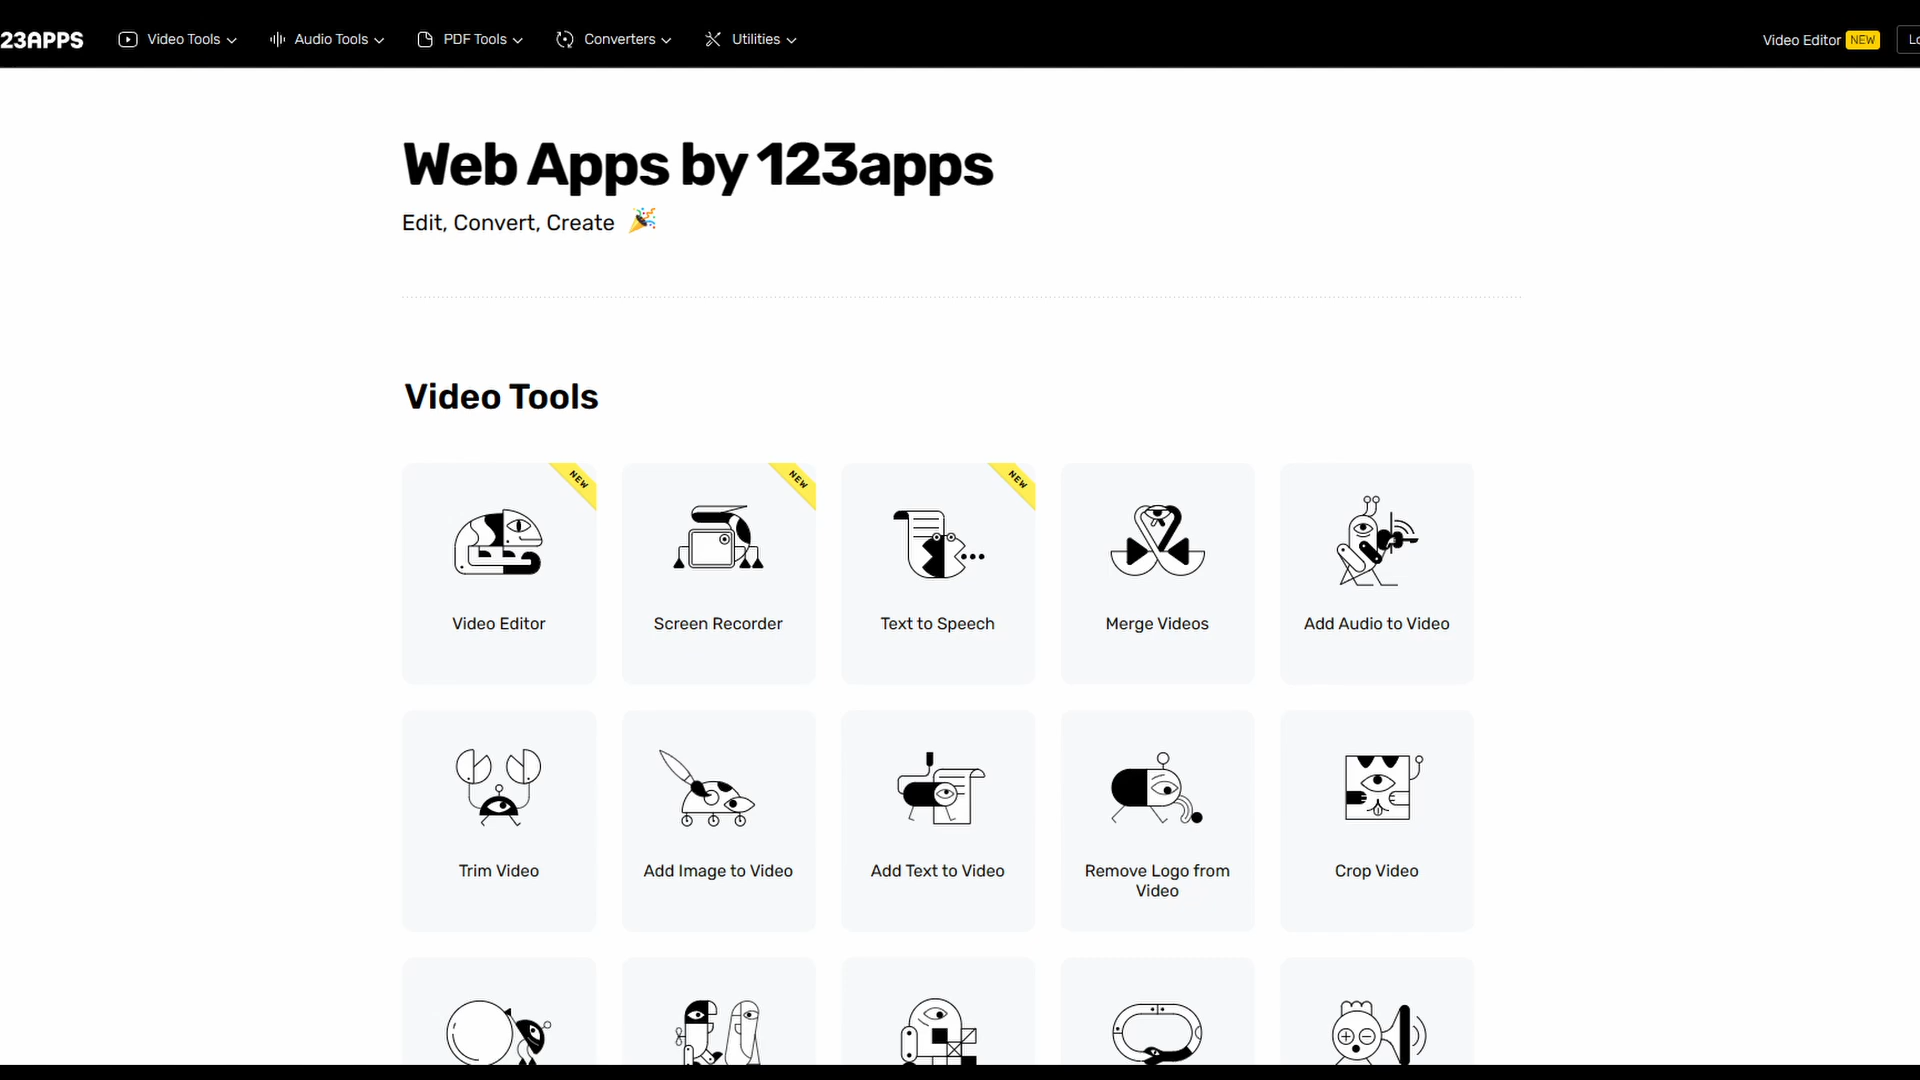 23APPS
Video Tools
Audio Tools
PDF Tools
Converters
Utilities
Video Editor NEW
Web Apps by 123apps
Edit, Convert, Create
Video Tools
NEW
NEW
NEW
Video Editor
Screen Recorder
Text to Speech
Merge Videos
Add Audio to Video
Trim Video
Add Image to Video
Add Text to Video
Remove Logo from
Video
Crop Video